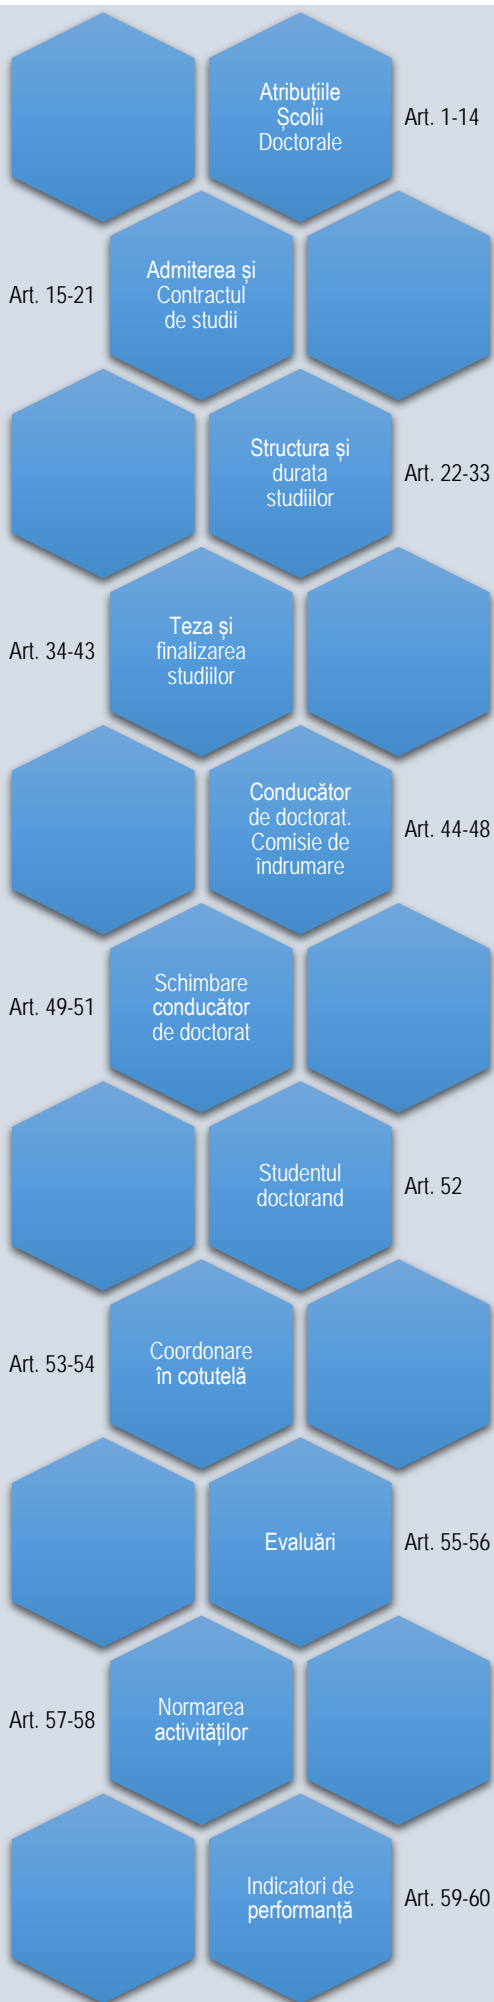 Atribuțiile
Școlii
Doctorale
Art. 1-14
Art. 15-21
Admiterea și
Contractul
de studii
Structura și
durata
studiilor
Art. 22-33
Art. 34-43
Teza și
finalizarea
studiilor
Conducător
de doctorat.
Comisie de
îndrumare
Art. 44-48
Art. 49-51
Schimbare
conducător
de doctorat
Studentul
doctorand
Art. 52
Art. 53-54
Coordonare
în cotutelă
Evaluări
Art. 55-56
Art. 57-58
Normarea
activităților
Indicatori de
performanță
Art. 59-60